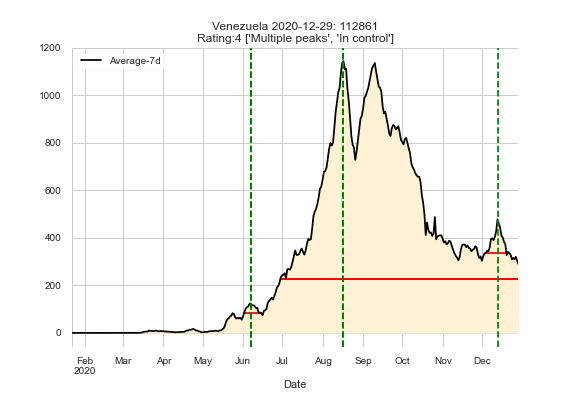 Venezuela 2020-12-29: 112861
Rating:4 ['Multiple peaks', 'In control']
Average-7d
1200
1000
800
600
400
200
0
Feb Mar Apr May Jun Jul Aug Sep Oct Nov Dec
2020
Date